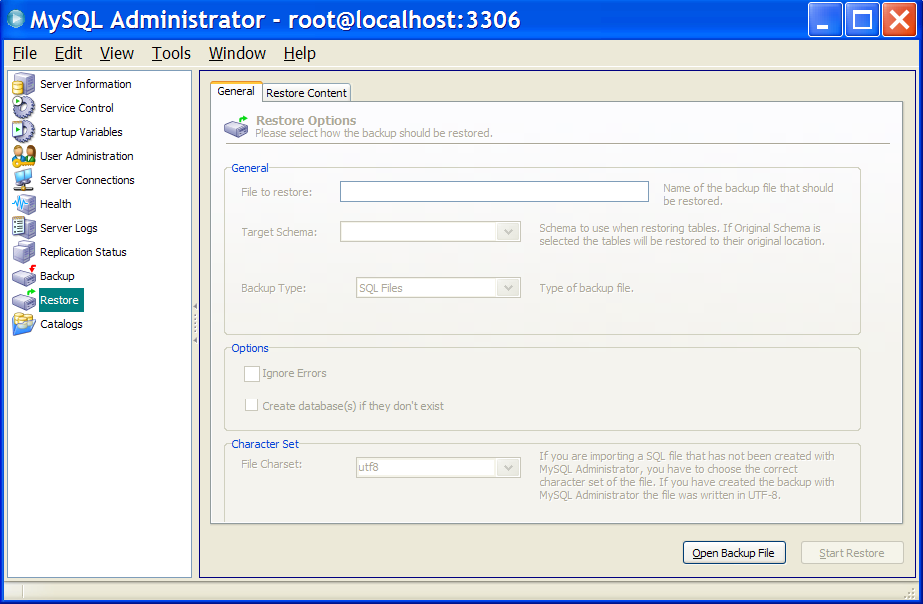 MySQL Administrator - root@localhost:3306
File Edit View Tools Window Help
Server Information
Service Control
Startup Variables
User Administration
Server Connections
Health
Server Logs
Replication Status
Backup
Restore
Catalogs
General Restore Content
Restore Options
Please select how the backup should be restored.
General
File to restore:
Name of the backup file that should
be restored.
Target Schema:
Schema to use when restoring tables. If Original Schema is
selected the tables will be restored to their original location.
Backup Type: SQL Files Type of backup file.
Options
Ignore Errors
Create database(s) if they don't exist
Character Set
File Charset: utf8
If you are importing a SQL file that has not been created with
MySQL Administrator, you have to choose the correct
character set of the file. If you have created the backup with
MySQL Administrator the file was written in UTF-8.
Open Backup File Start Restore